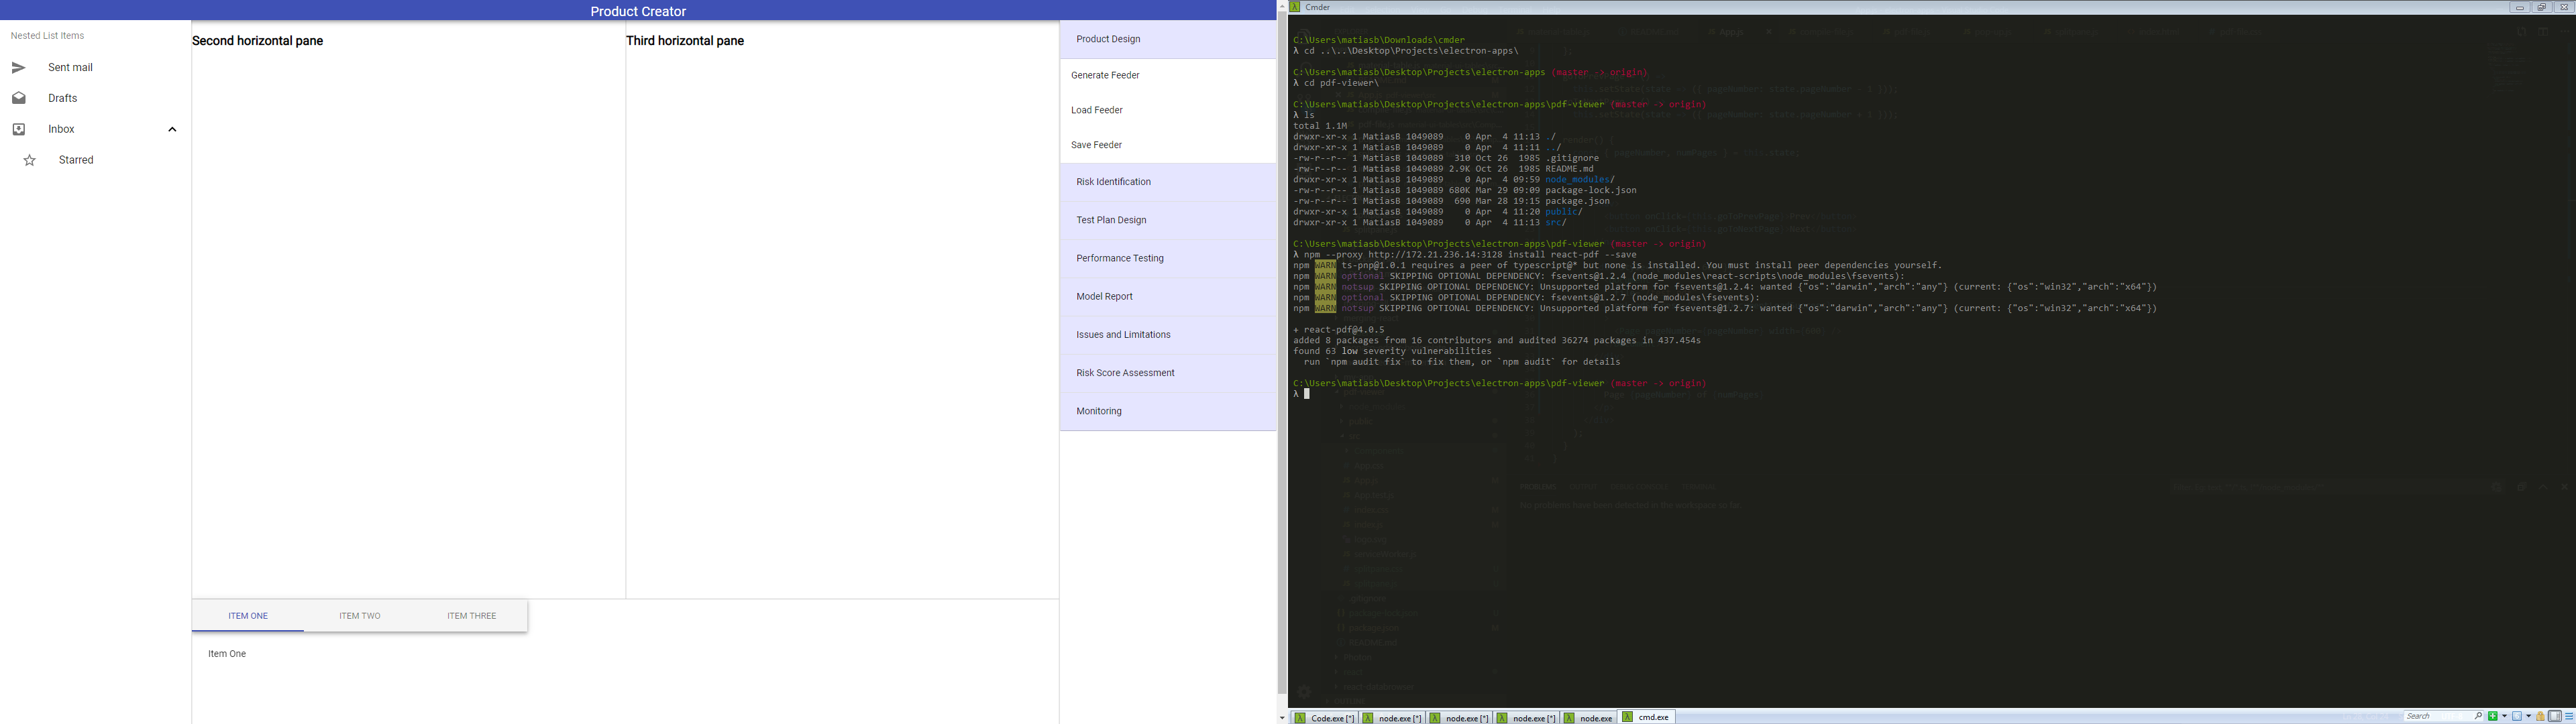 Product Creator
Nested List Items
Sent mail
Drafts
Inbox
Starred
Second horizontal pane
Third horizontal pane
ITEM ONE
ITEM TWO
ITEM THREE
Item One
Product Design
Generate Feeder
Load Feeder
Save Feeder
Risk Identification
Test Plan Design
Performance Testing
Model Report
Issues and Limitations
Risk Score Assessment
Monitoring
λ Cmder
C:\Users\matiasb\Downloads\cmder
λ cd ..\..\Desktop\Projects\electron-apps\
C:\Users\matiasb\Desktop\Projects\electron-apps (master -> origin)
λ cd pdf-viewer\
C:\Users\matiasb\Desktop\Projects\electron-apps\pdf-viewer (master -> origin)
λ ls
total 1.1M
drwxr-xr-x 1 MatiasB 1049089    0 Apr  4 11:13 ./
drwxr-xr-x 1 MatiasB 1049089    0 Apr  4 11:11 ../
-rw-r--r-- 1 MatiasB 1049089  310 Oct 26  1985 .gitignore
-rw-r--r-- 1 MatiasB 1049089 2.9K Oct 26  1985 README.md
drwxr-xr-x 1 MatiasB 1049089    0 Apr  4 09:59 node_modules/
-rw-r--r-- 1 MatiasB 1049089 680K Mar 29 09:09 package-lock.json
-rw-r--r-- 1 MatiasB 1049089  690 Mar 28 19:15 package.json
drwxr-xr-x 1 MatiasB 1049089    0 Apr  4 11:20 public/
drwxr-xr-x 1 MatiasB 1049089    0 Apr  4 11:13 src/
C:\Users\matiasb\Desktop\Projects\electron-apps\pdf-viewer (master -> origin)
λ npm --proxy http://172.21.236.14:3128 install react-pdf --save
npm WARN ts-pnp@1.0.1 requires a peer of typescript@* but none is installed. You must install peer dependencies yourself.
npm WARN optional SKIPPING OPTIONAL DEPENDENCY: fsevents@1.2.4 (node_modules\react-scripts\node_modules\fsevents):
npm WARN notsup SKIPPING OPTIONAL DEPENDENCY: Unsupported platform for fsevents@1.2.4: wanted {"os":"darwin","arch":"any"} (current: {"os":"win32","arch":"x64"})
npm WARN optional SKIPPING OPTIONAL DEPENDENCY: fsevents@1.2.7 (node_modules\fsevents):
npm WARN notsup SKIPPING OPTIONAL DEPENDENCY: Unsupported platform for fsevents@1.2.7: wanted {"os":"darwin","arch":"any"} (current: {"os":"win32","arch":"x64"})
+ react-pdf@4.0.5
added 8 packages from 16 contributors and audited 36274 packages in 437.454s
found 63 low severity vulnerabilities
  run `npm audit fix` to fix them, or `npm audit` for details
C:\Users\matiasb\Desktop\Projects\electron-apps\pdf-viewer (master -> origin)
λ
λ Code.exe [*] λ node.exe [*] λ node.exe [*] λ node.exe [*] λ node.exe λ cmd.exe Search